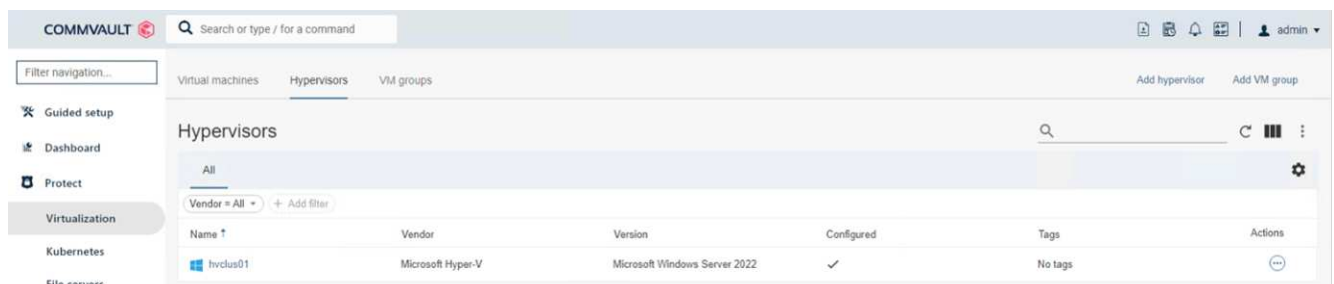 COMMVAULT Search or type / for a command admin
Filter navigation...
Virtual machines Hypervisors VM groups Add hypervisor Add VM group
Guided setup
Hypervisors
Dashboard
All
Protect
Vendor = All + Add filter
Virtualization
Name ↑ Vendor Version Configured Tags Actions
Kubernetes
hvclus01 Microsoft Hyper-V Microsoft Windows Server 2022 ✓ No tags
File servers